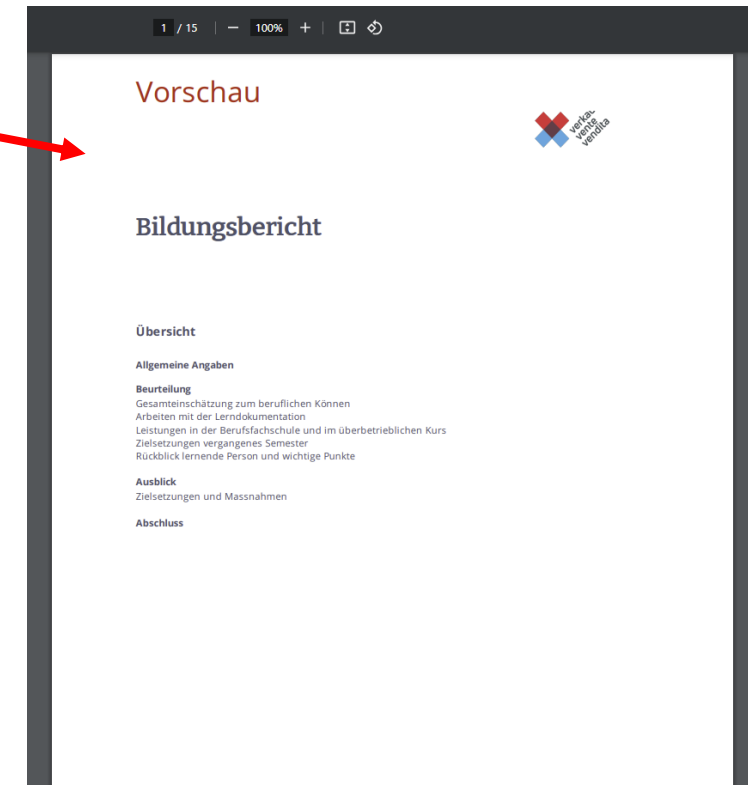 1 / 15 | − 100% + |
Vorschau
vente
vendita
Bildungsbericht
Übersicht
Allgemeine Angaben
Beurteilung
Gesamteinschätzung zum beruflichen Können
Arbeiten mit der Lerndokumentation
Leistungen in der Berufsfachschule und im überbetrieblichen Kurs
Zielsetzungen vergangenes Semester
Rückblick lernende Person und wichtige Punkte
Ausblick
Zielsetzungen und Massnahmen
Abschluss